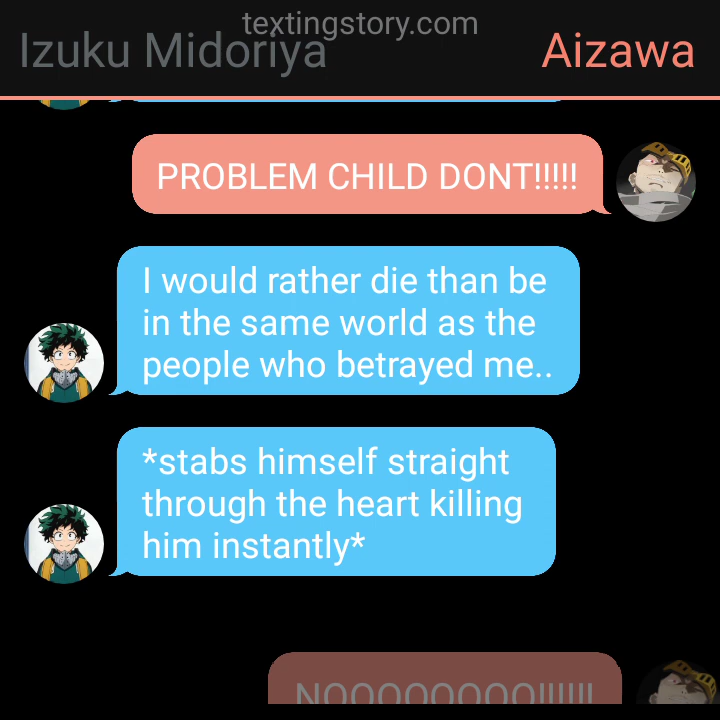 textingstory.com
Izuku Midoriya
Aizawa
PROBLEM CHILD DONT!!!!!
I would rather die than be
in the same world as the
people who betrayed me..
*stabs himself straight
through the heart killing
him instantly*
NOOOOOOOO!!!!!!